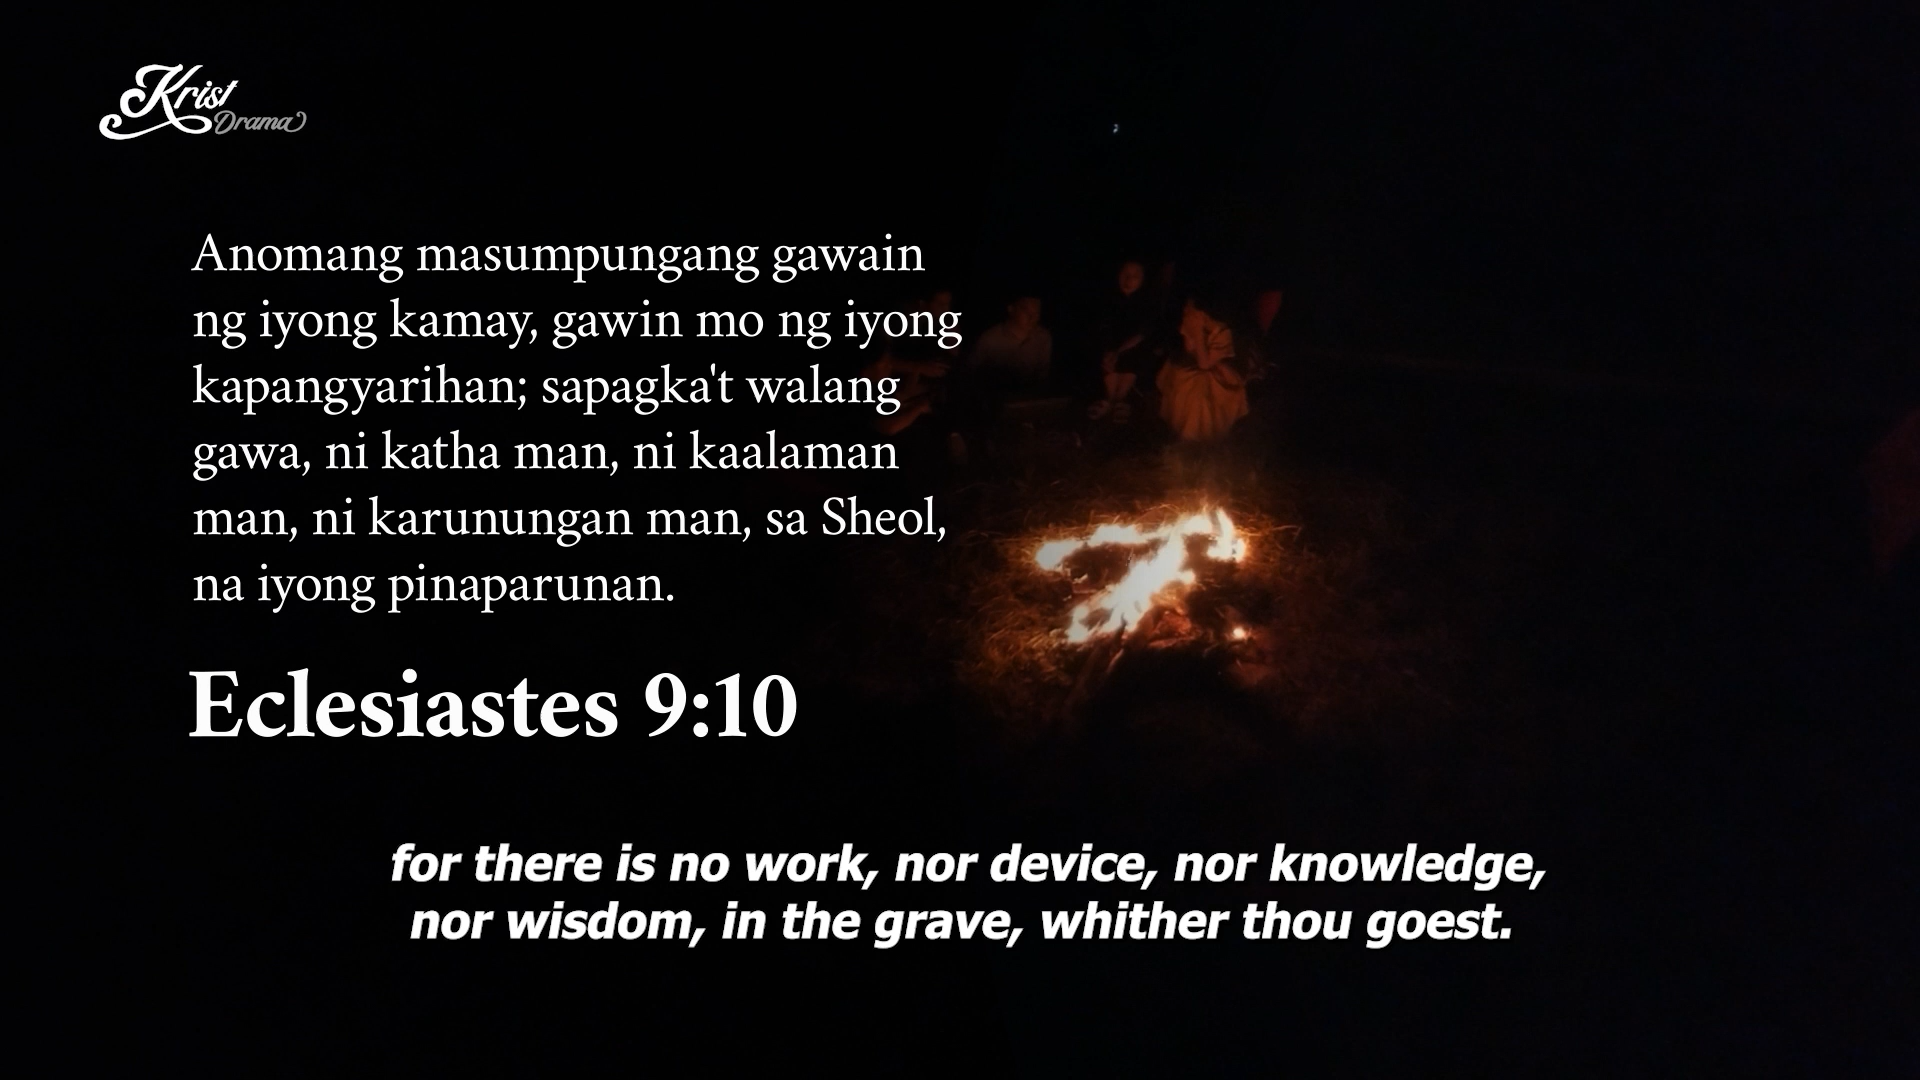 Krist
Drama
Anomang masumpungang gawain
ng iyong kamay, gawin mo ng iyong
kapangyarihan; sapagka't walang
gawa, ni katha man, ni kaalaman
man, ni karunungan man, sa Sheol,
na iyong pinaparunan.
Eclesiastes 9:10
for there is no work, nor device, nor knowledge,
nor wisdom, in the grave, whither thou goest.